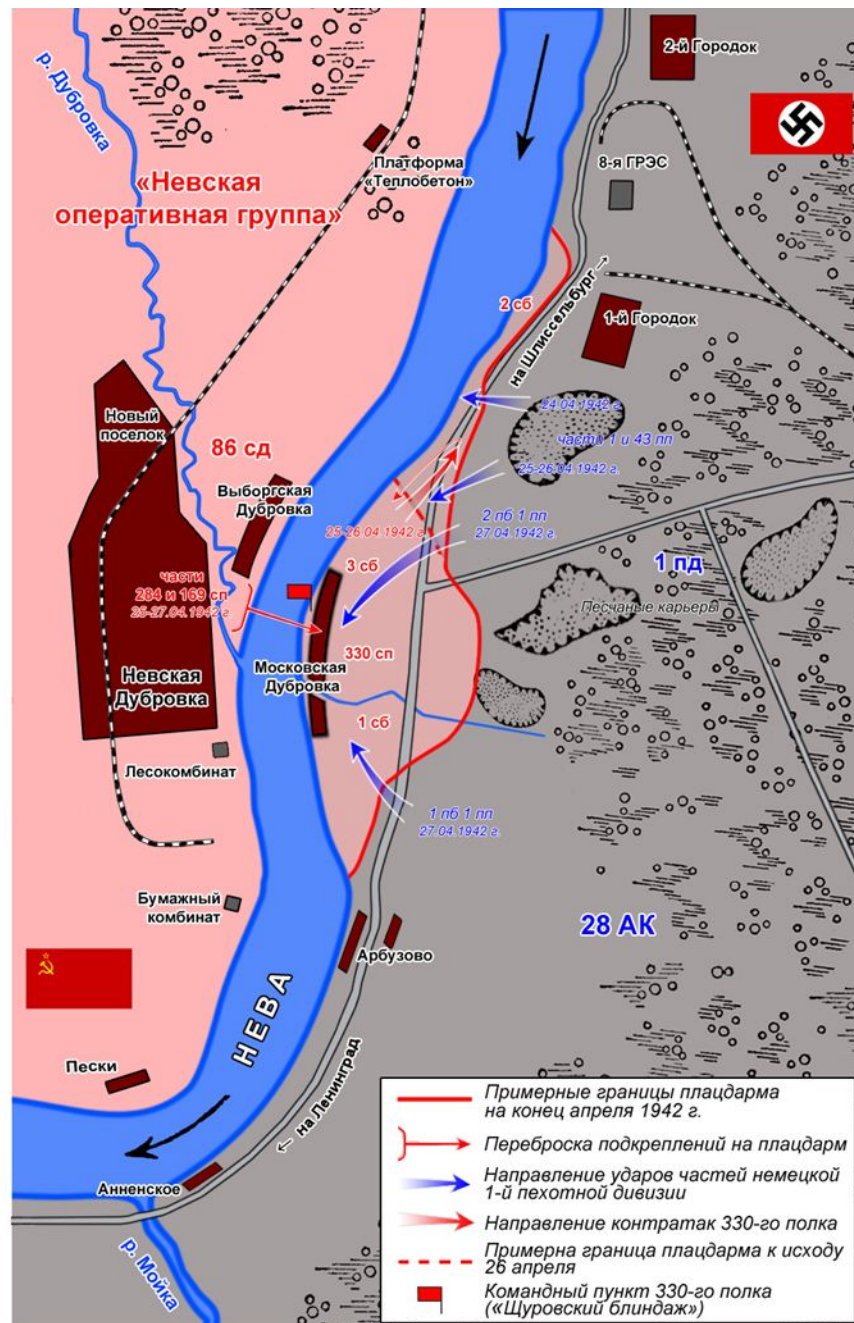 2-й Городок
р. Дубровка
8-я ГРЭС
Платформа
«Теплобетон»
«Невская
оперативная группа»
2 сб
на Шлиссельбург →
1-й Городок
24.04.1942 г.
Новый
поселок
86 сд
части 1 и 43 пп
25-26.04.1942 г.
Выборгская
Дубровка
25-26.04.1942 г.
2 пб 1 пп
27.04.1942 г.
3 сб
1 пд
части
284 и 169 сп
25-27.04.1942 г.
Песчаные карьеры
330 сп
Московская
Дубровка
Невская
Дубровка
1 сб
Лесокомбинат
1 пб 1 пп
27.04.1942 г.
Бумажный
комбинат
28 АК
Арбузово
НЕВА
Пески
← на Ленинград
Анненское
р. Мойка
Примерные границы плацдарма
на конец апреля 1942 г.
Переброска подкреплений на плацдарм
Направление ударов частей немецкой
1-й пехотной дивизии
Направление контратак 330-го полка
Примерна граница плацдарма к исходу
26 апреля
Командный пункт 330-го полка
(«Щуровский блиндаж»)